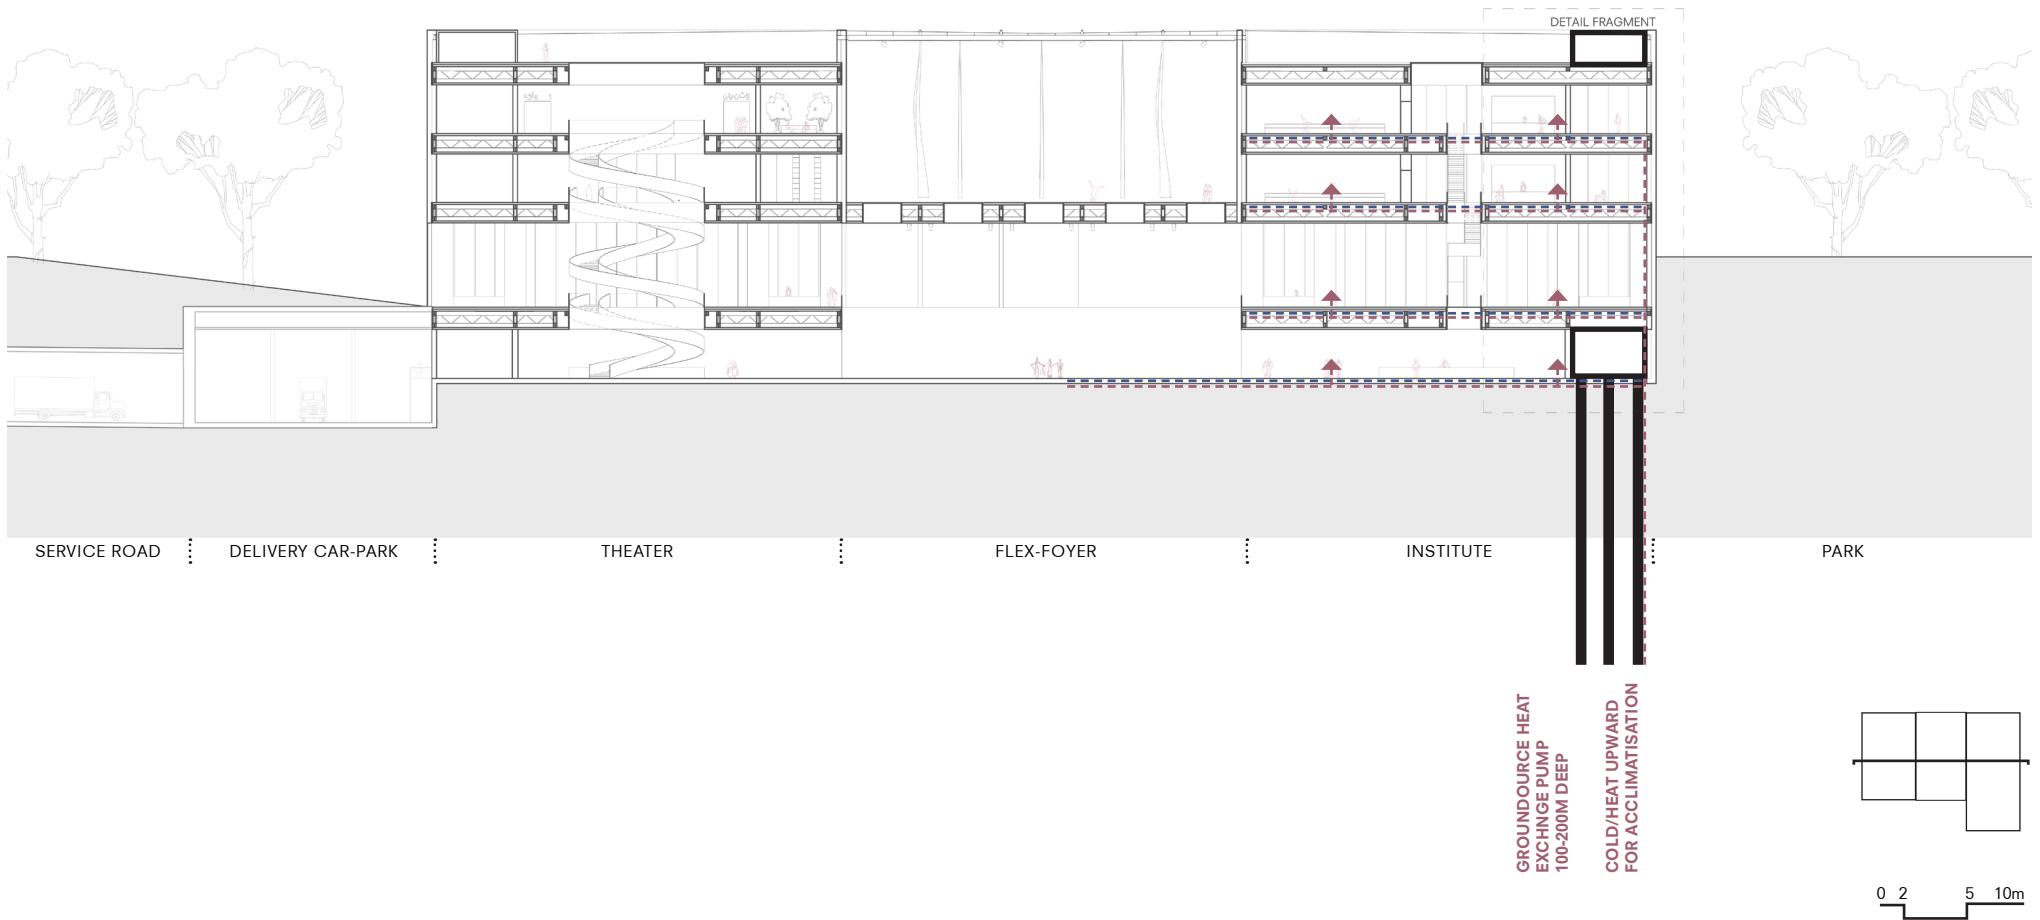 DETAIL FRAGMENT
SERVICE ROAD
DELIVERY CAR-PARK
THEATER
FLEX-FOYER
INSTITUTE
PARK
GROUNDOURCE HEAT
EXCHNGE PUMP
100-200M DEEP
COLD/HEAT UPWARD
FOR ACCLIMATISATION
0 2 5 10m